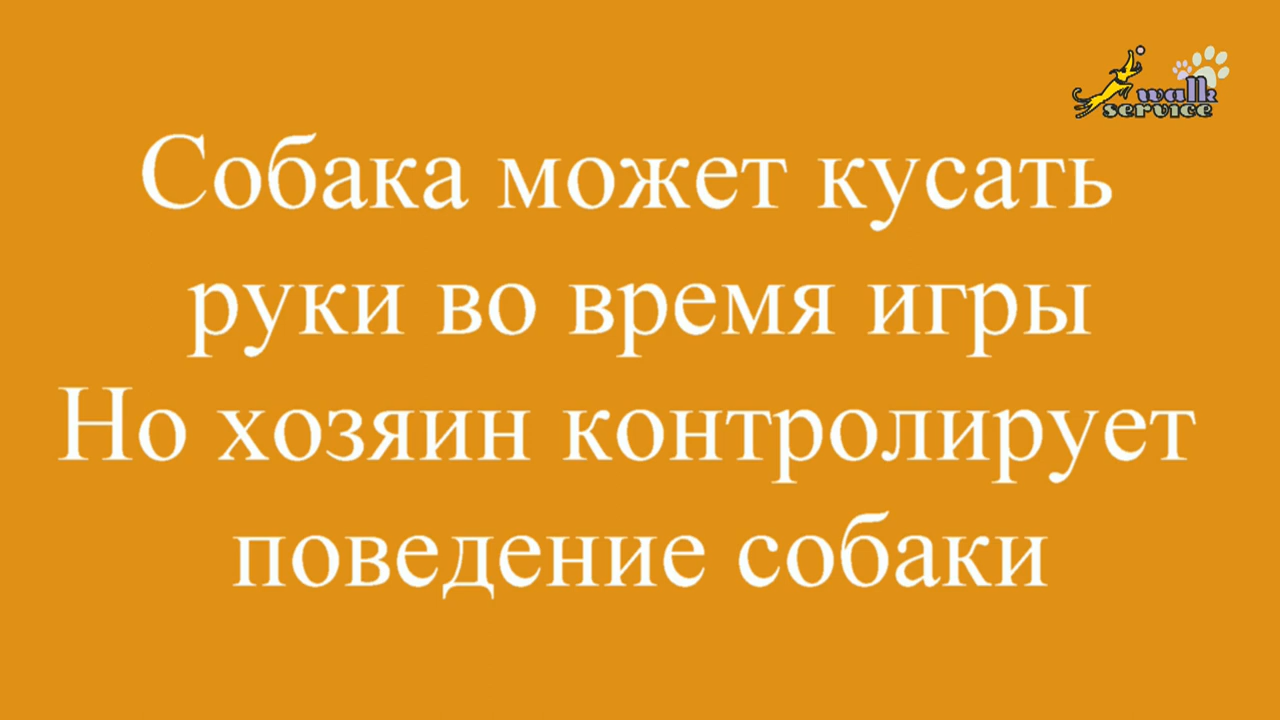 walk
service
Собака может кусать
руки во время игры
Но хозяин контролирует
поведение собаки